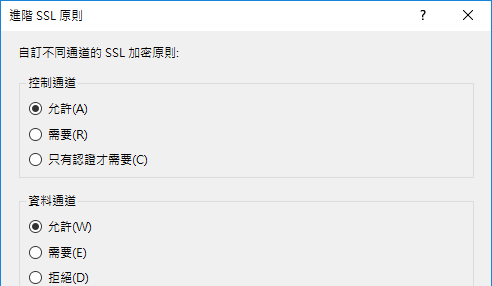 進階 SSL 原則
自訂不同通道的 SSL 加密原則:
控制通道
允許(A)
需要(R)
只有認證才需要(C)
資料通道
允許(W)
需要(E)
拒絕(D)